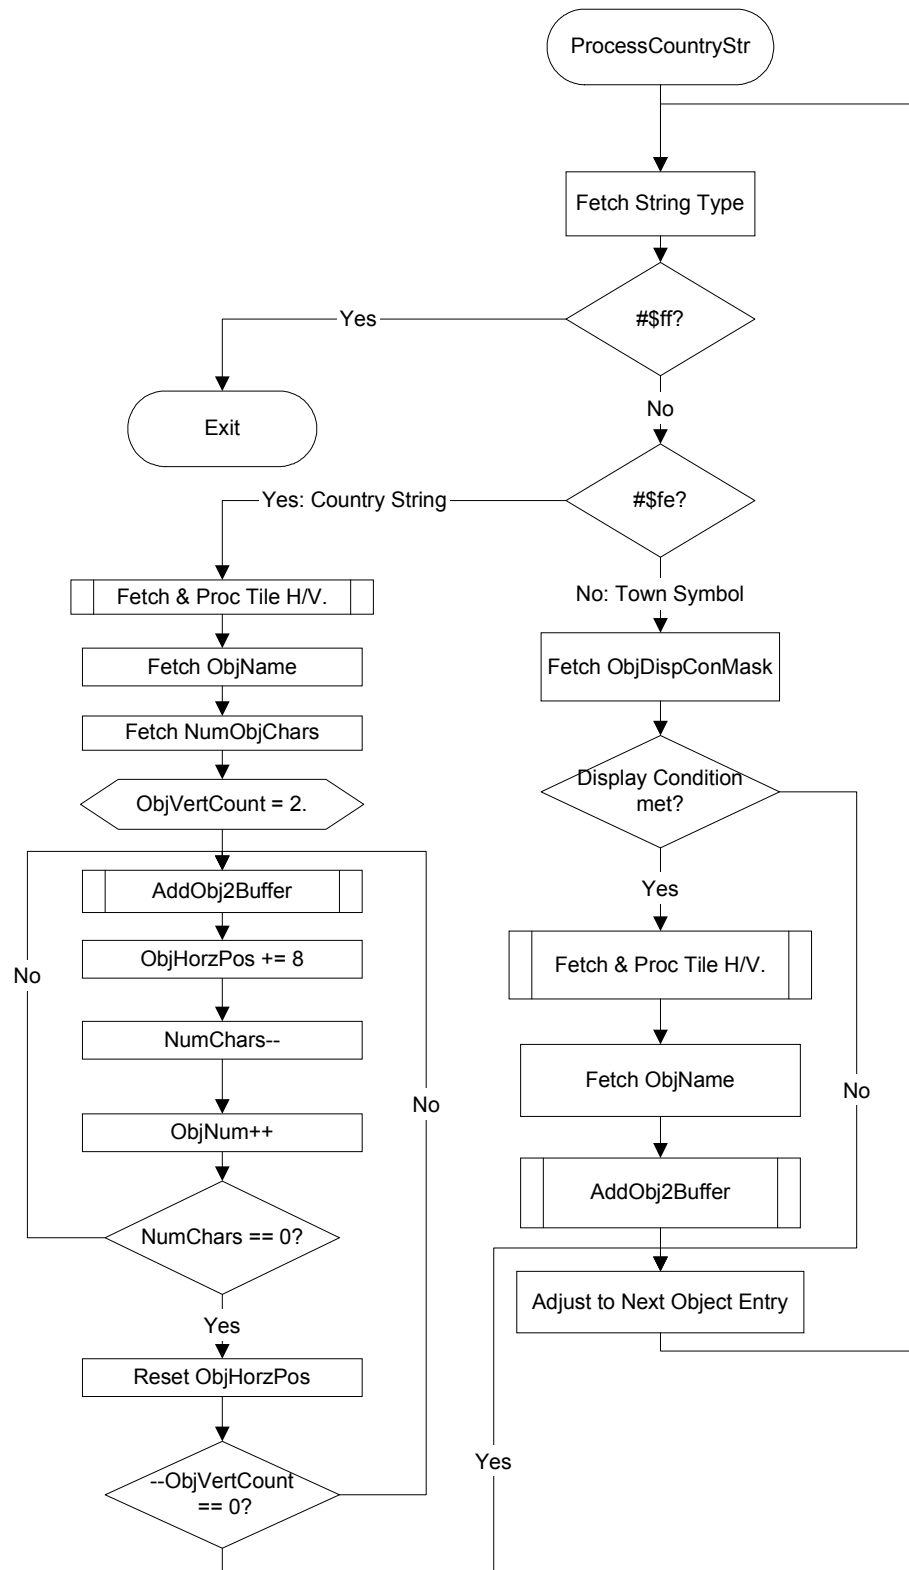 ProcessCountryStr
Fetch String Type
#$ff?
Yes
Exit
No
#$fe?
Yes: Country String
No: Town Symbol
Fetch & Proc Tile H/V.
Fetch ObjName
Fetch NumObjChars
ObjVertCount = 2.
AddObj2Buffer
ObjHorzPos += 8
No
NumChars--
ObjNum++
No
NumChars == 0?
Yes
Reset ObjHorzPos
--ObjVertCount
== 0?
Yes
Fetch ObjDispConMask
Display Condition
met?
Yes
No
Fetch & Proc Tile H/V.
Fetch ObjName
AddObj2Buffer
Adjust to Next Object Entry